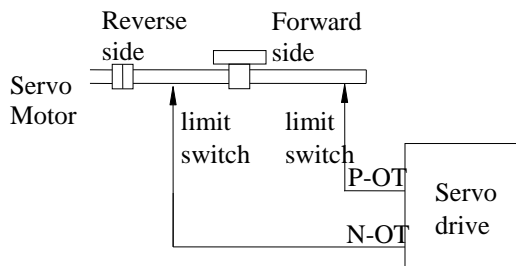 Reverse
side
Forward
side
Servo
Motor
limit
switch
limit
switch
P-OT
N-OT
Servo
drive